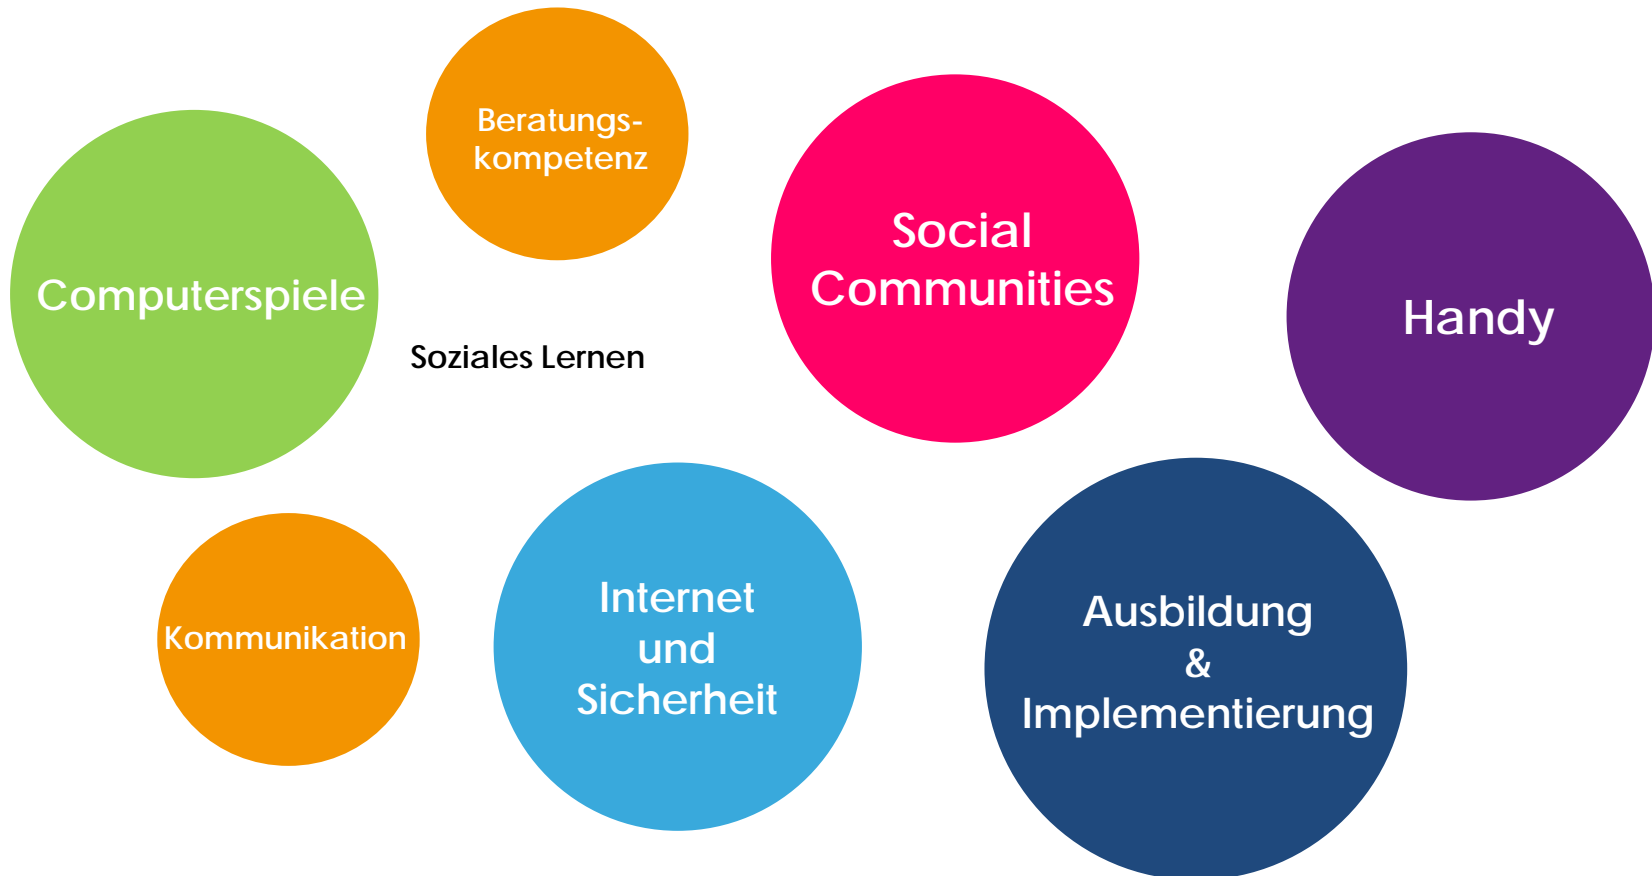 Beratungs-
kompetenz
Social
Communities
Computerspiele
Handy
Soziales Lernen
Internet
und
Sicherheit
Ausbildung
&
Implementierung
Kommunikation